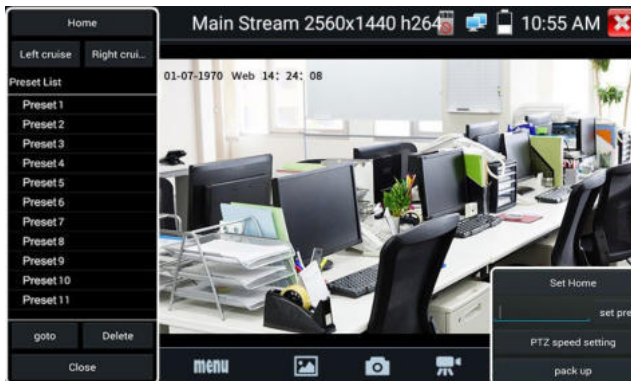 Home
Main Stream 2560x1440 h264
10:55 AM
Left cruise
Right crui...
Preset List
01-07-1970 Web 14: 24: 08
Preset 1
Preset 2
Preset 3
Preset 4
Preset 5
Preset 6
Preset 7
Preset 8
Preset 9
Preset 10
Preset 11
Set Home
set pre
goto
Delete
PTZ speed setting
Close
menu
pack up